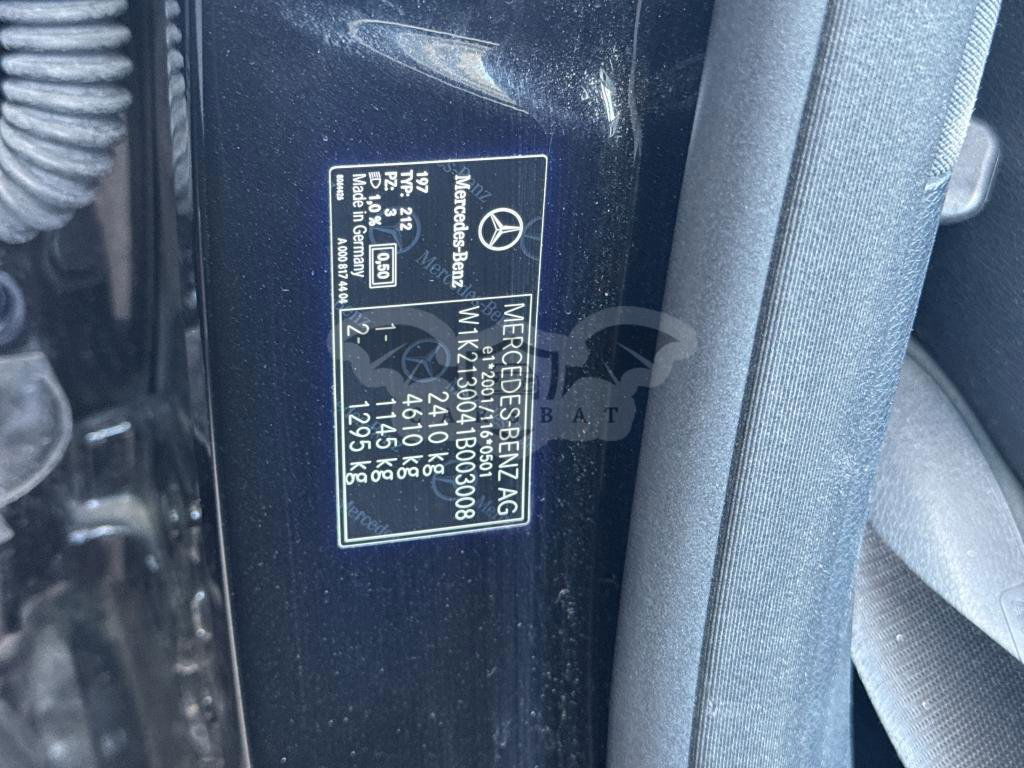 Mercedes-Benz
197
TYP: 212
PZ: 3
1,0 %
0,50
Made in Germany
A 000 817 44 04
MERCEDES-BENZ AG
e1*2001/116*0501
W1K2130041B003008
2410 kg
4610 kg
1- 1145 kg
2- 1295 kg